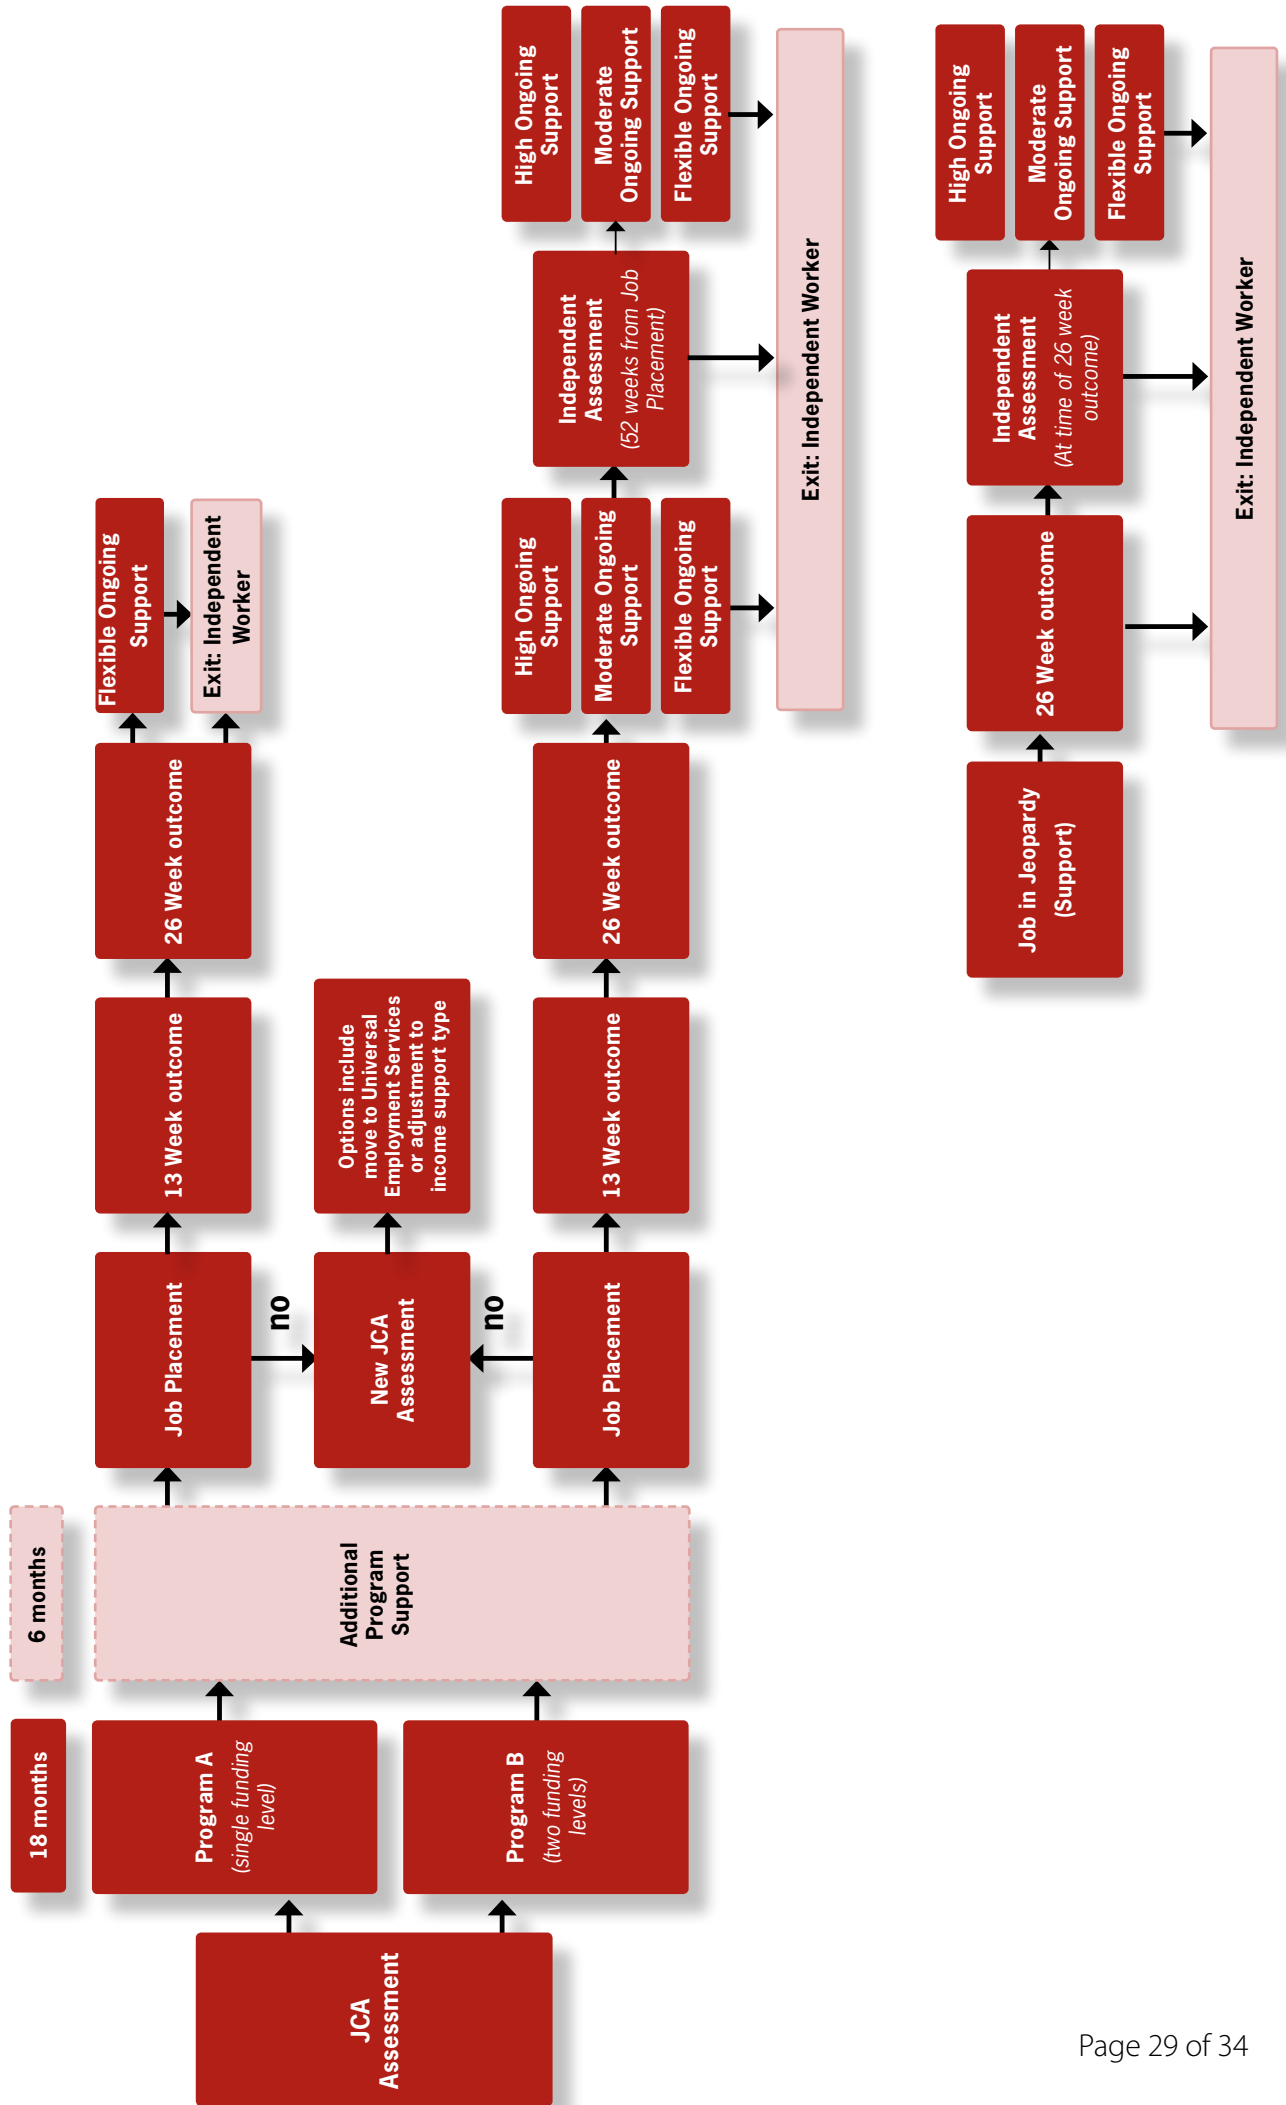 JCA
Assessment
18 months
6 months
Program A
(single funding
level)
Program B
(two funding
levels)
Additional
Program
Support
Job Placement
13 Week outcome
26 Week outcome
Flexible Ongoing
Support
Exit: Independent
Worker
no
New JCA
Assessment
Options include
move to Universal
Employment Services
or adjustment to
income support type
no
Job Placement
13 Week outcome
26 Week outcome
High Ongoing
Support
Moderate Ongoing
Support
Flexible Ongoing
Support
Independent
Assessment
(52 weeks from Job
Placement)
High Ongoing
Support
Moderate
Ongoing Support
Flexible Ongoing
Support
Exit: Independent Worker
Job in Jeopardy
(Support)
26 Week outcome
Independent
Assessment
(At time of 26 week
outcome)
High Ongoing
Support
Moderate
Ongoing Support
Flexible Ongoing
Support
Exit: Independent Worker
Page 29 of 34